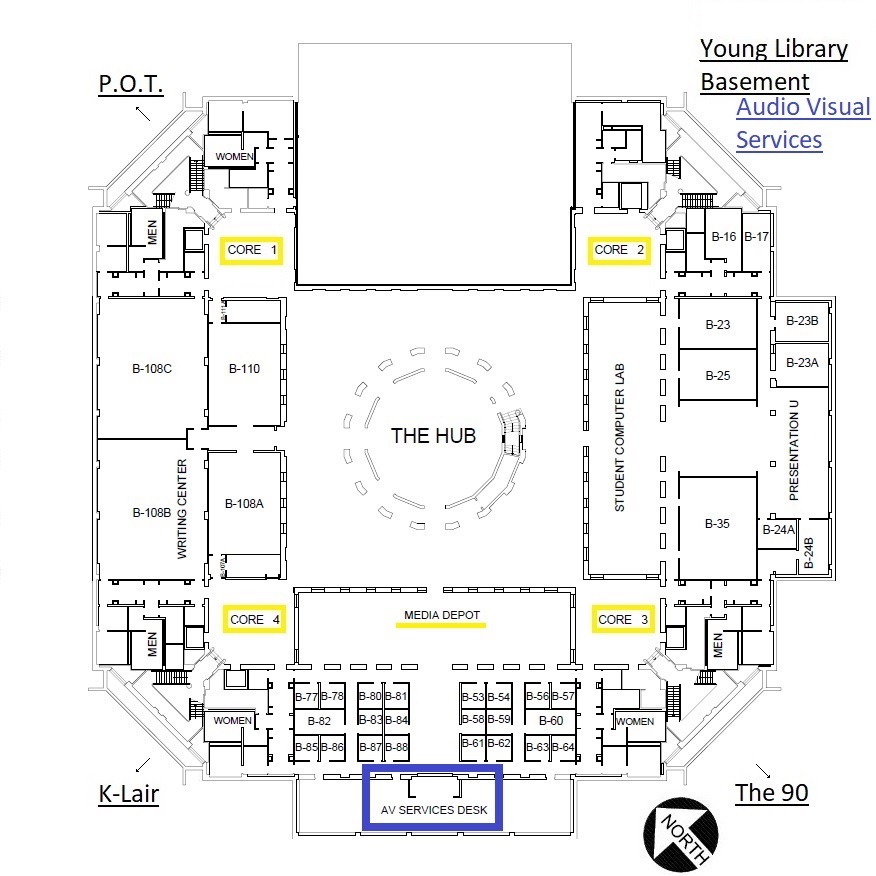 Young Library
Basement
Audio Visual
Services
P.O.T.
WOMEN
MEN
CORE 1
CORE 2
B-16
B-17
B-108C
B-110
B-23
B-23B
B-23A
B-25
THE HUB
STUDENT COMPUTER LAB
PRESENTATION U
WRITING CENTER
B-108B
B-108A
B-35
B-24A
B-24B
CORE 4
MEDIA DEPOT
CORE 3
MEN
MEN
B-77
B-78
B-80
B-81
B-53
B-54
B-56
B-57
WOMEN
B-82
B-83
B-84
B-58
B-59
B-60
WOMEN
B-85
B-86
B-87
B-88
B-61
B-62
B-63
B-64
K-Lair
The 90
AV SERVICES DESK
NORTH